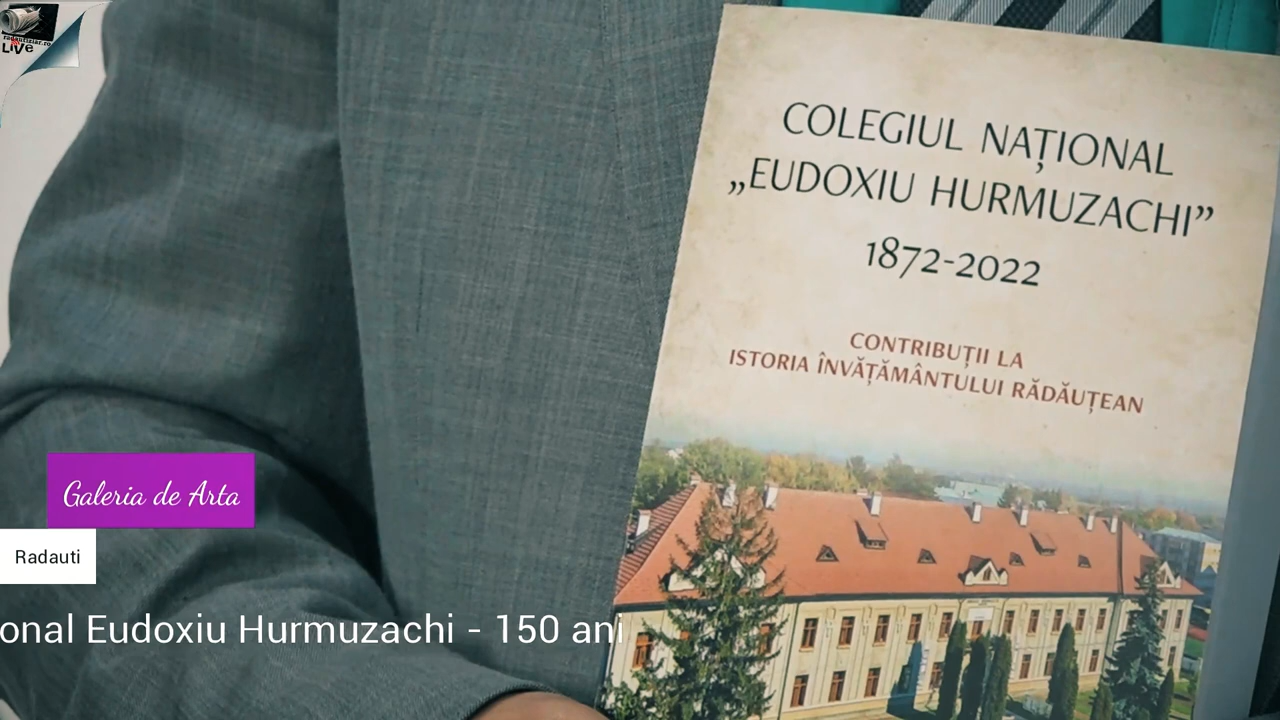 Live
COLEGIUL NAȚIONAL
„EUDOXIU HURMUZACHI”
1872-2022
CONTRIBUȚII LA
ISTORIA ÎNVĂȚĂMÂNTULUI RĂDĂUȚEAN
Galeria de Arta
Radauti
onal Eudoxiu Hurmuzachi - 150 ani